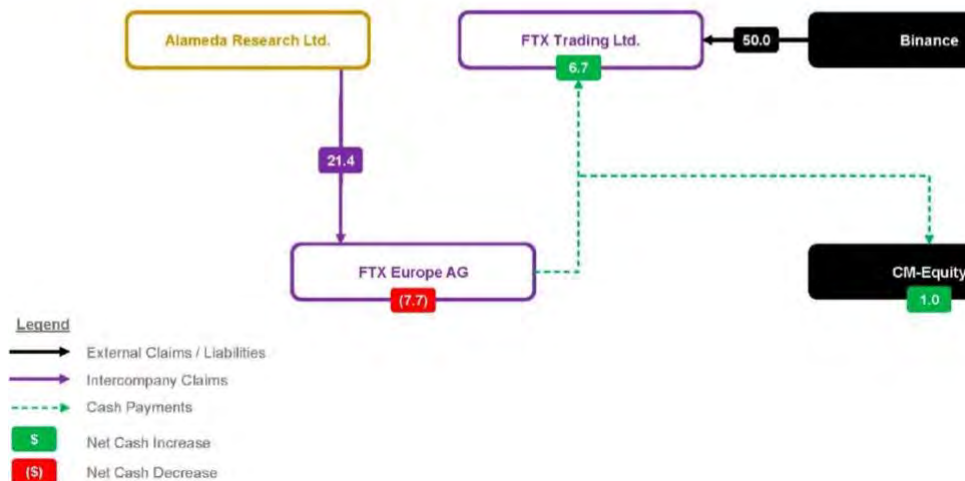 Alameda Research Ltd.
FTX Trading Ltd.
50.0
Binance
6.7
21.4
FTX Europe AG
(7.7)
CM-Equity
1.0
Legend
External Claims / Liabilities
Intercompany Claims
Cash Payments
$ Net Cash Increase
($) Net Cash Decrease